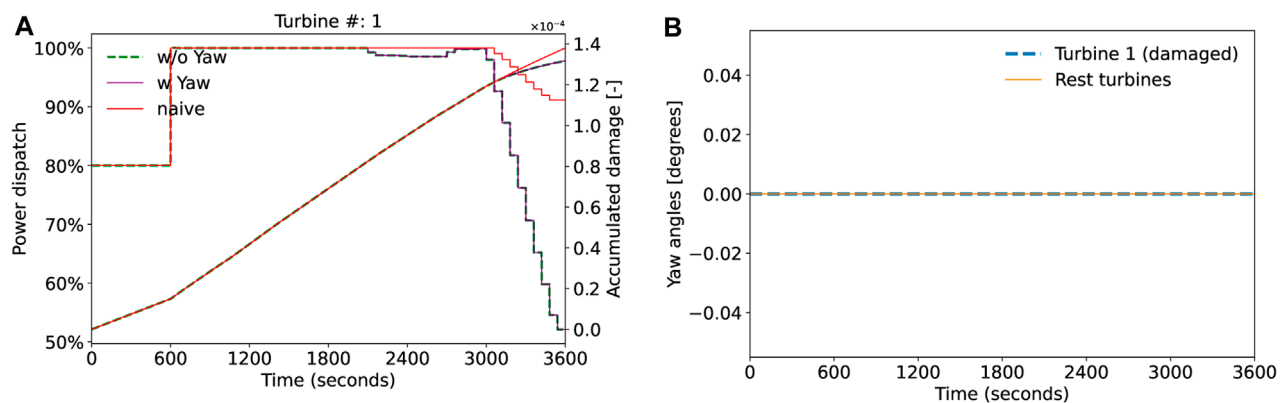 A
Turbine #: 1
×10⁻⁴
Power dispatch
100%
90%
80%
70%
60%
50%
w/o Yaw
w Yaw
naive
1.4
1.2
1.0
0.8
0.6
0.4
0.2
0.0
Accumulated damage [-]
0 600 1200 1800 2400 3000 3600
Time (seconds)
B
Yaw angles [degrees]
0.04
0.02
0.00
−0.02
−0.04
Turbine 1 (damaged)
Rest turbines
0 600 1200 1800 2400 3000 3600
Time (seconds)